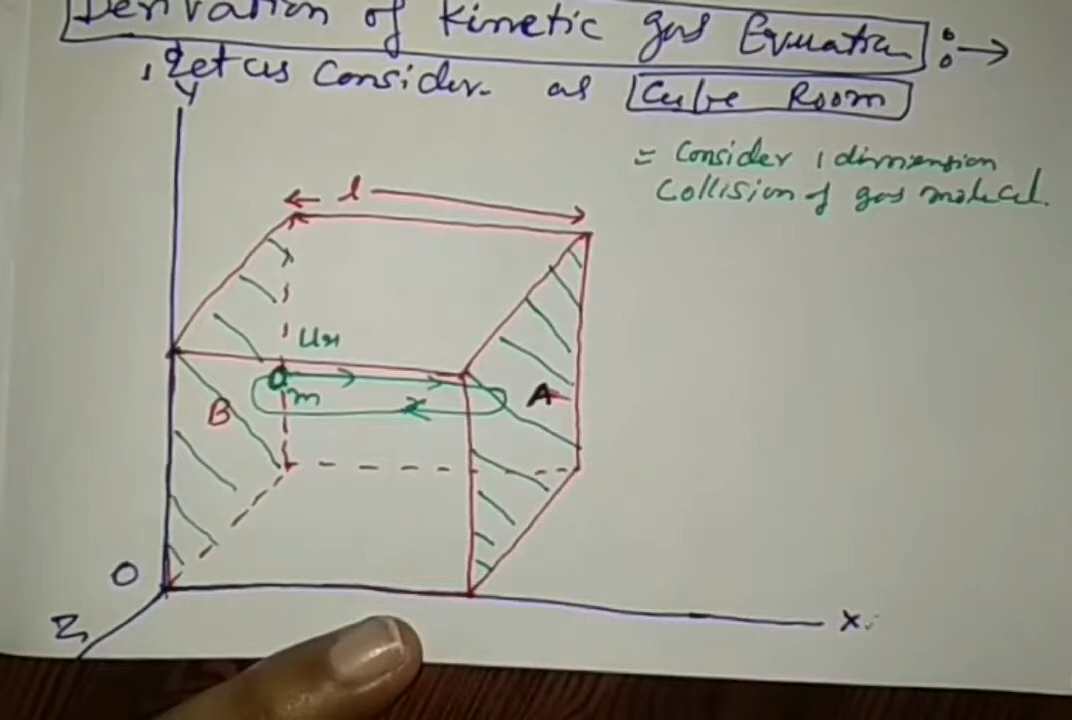 Derivation of Kinetic gas Equation :→
, Let us Consider as Cube Room
Y
= Consider 1 dimension
Collision of gas molecul.
l
Ux
m
B
A
O
Z
X